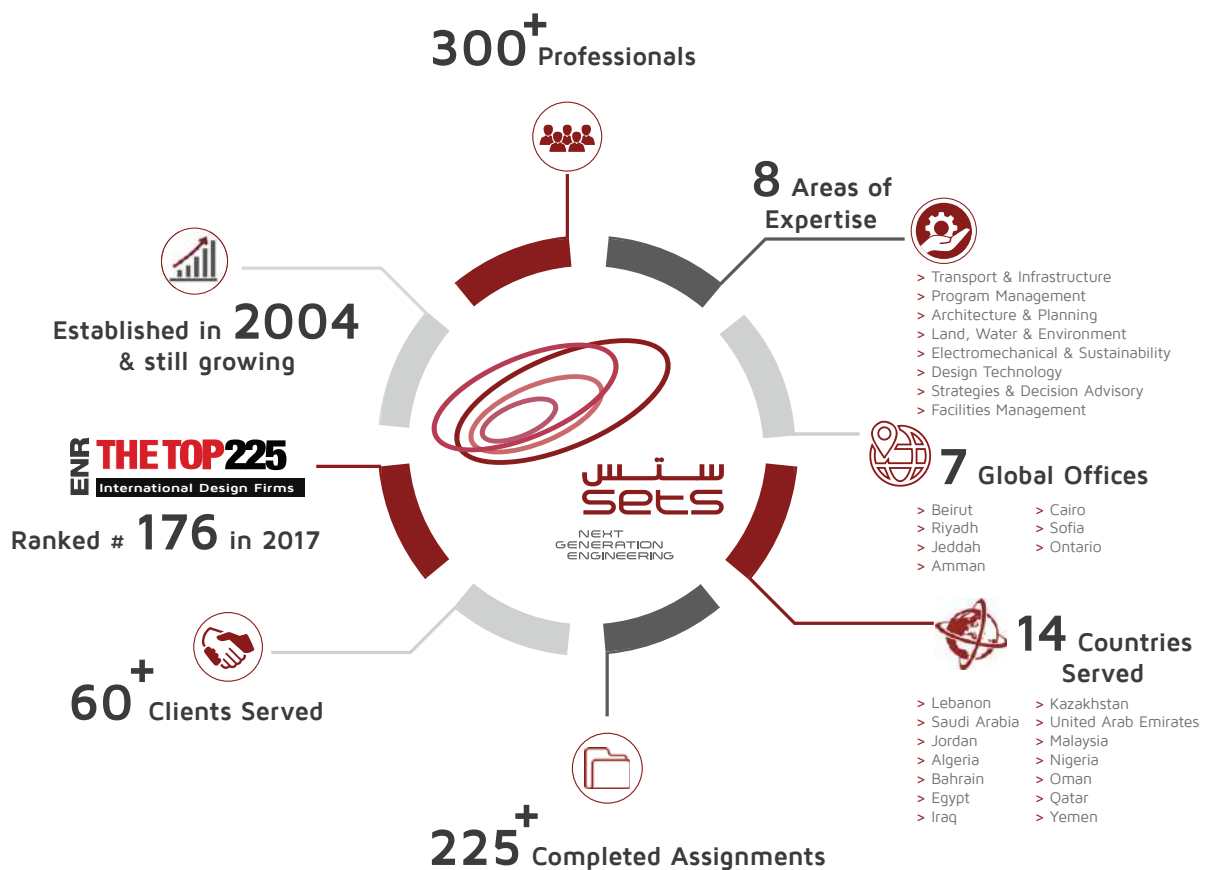 300+ Professionals
8 Areas of
Expertise
> Transport & Infrastructure
> Program Management
> Architecture & Planning
> Land, Water & Environment
> Electromechanical & Sustainability
> Design Technology
> Strategies & Decision Advisory
> Facilities Management
Established in 2004
& still growing
ENR THE TOP 225
International Design Firms
Ranked # 176 in 2017
ستس
sets
NEXT
GENERATION
ENGINEERING
7 Global Offices
> Beirut
> Riyadh
> Jeddah
> Amman
> Cairo
> Sofia
> Ontario
14 Countries
Served
> Lebanon
> Saudi Arabia
> Jordan
> Algeria
> Bahrain
> Egypt
> Iraq
> Kazakhstan
> United Arab Emirates
> Malaysia
> Nigeria
> Oman
> Qatar
> Yemen
60+ Clients Served
225+ Completed Assignments